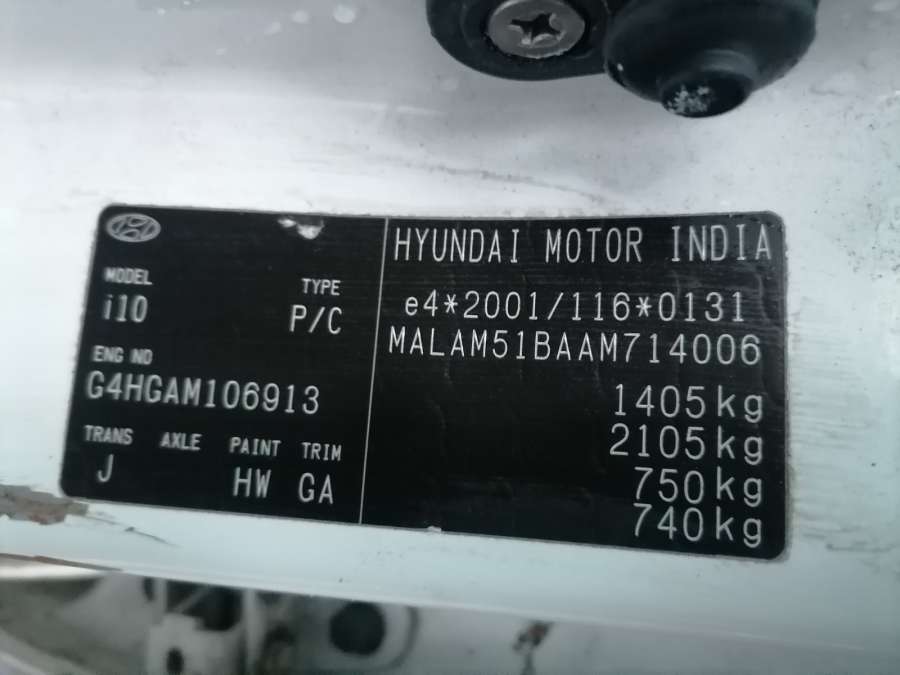 MODEL TYPE
i10 P/C
ENG NO
G4HGAM106913
TRANS AXLE PAINT TRIM
J HW GA
HYUNDAI MOTOR INDIA
e4*2001/116*0131
MALAM51BAAM714006
1405kg
2105kg
750kg
740kg